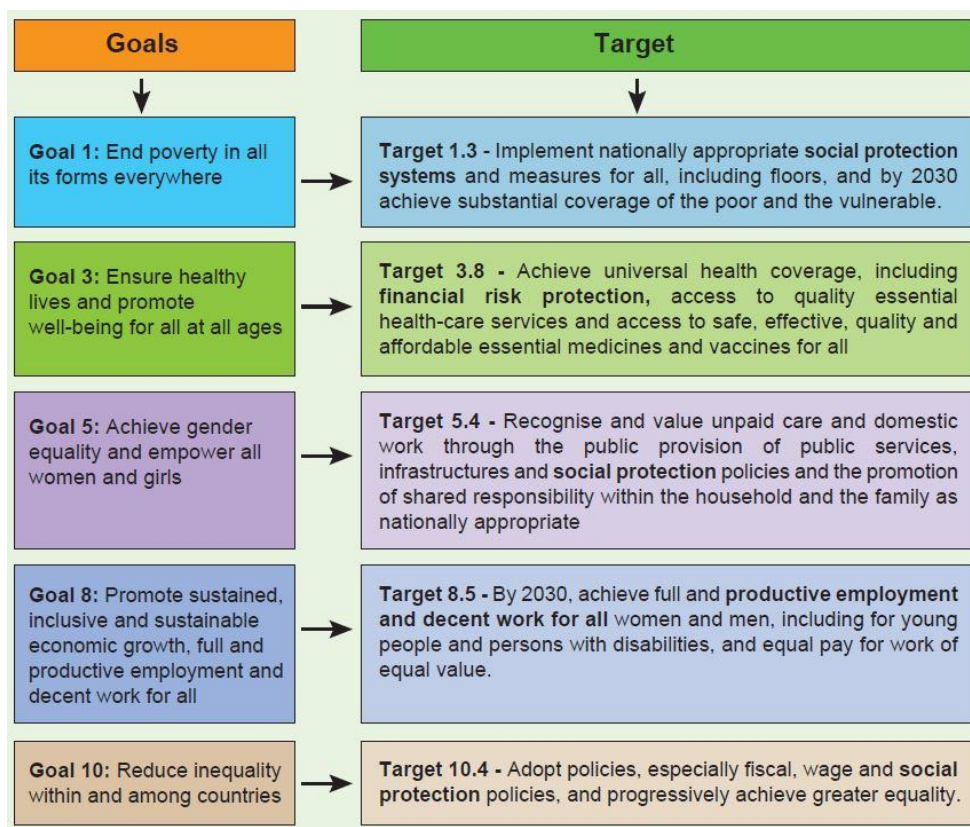 Goals
Target
Goal 1: End poverty in all
its forms everywhere
Target 1.3 - Implement nationally appropriate social protection
systems and measures for all, including floors, and by 2030
achieve substantial coverage of the poor and the vulnerable.
Goal 3: Ensure healthy
lives and promote
well-being for all at all ages
Target 3.8 - Achieve universal health coverage, including
financial risk protection, access to quality essential
health-care services and access to safe, effective, quality and
affordable essential medicines and vaccines for all
Goal 5: Achieve gender
equality and empower all
women and girls
Target 5.4 - Recognise and value unpaid care and domestic
work through the public provision of public services,
infrastructures and social protection policies and the promotion
of shared responsibility within the household and the family as
nationally appropriate
Goal 8: Promote sustained,
inclusive and sustainable
economic growth, full and
productive employment and
decent work for all
Target 8.5 - By 2030, achieve full and productive employment
and decent work for all women and men, including for young
people and persons with disabilities, and equal pay for work of
equal value.
Goal 10: Reduce inequality
within and among countries
Target 10.4 - Adopt policies, especially fiscal, wage and social
protection policies, and progressively achieve greater equality.